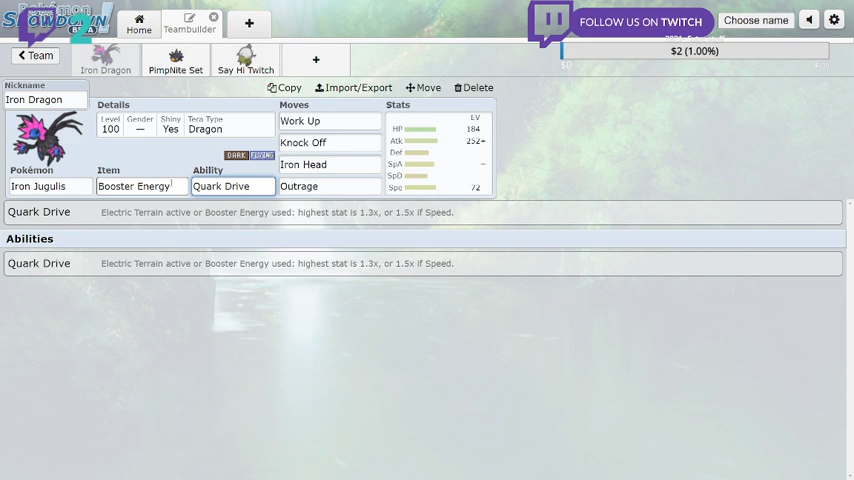 Pokémon
SHOWDOWN!
BETA
2
Home
Teambuilder
FOLLOW US ON TWITCH
Choose name
$2 (1.00%)
$0
Team
Iron Dragon
PimpNite Set
Say Hi Twitch
Nickname
Iron Dragon
Copy
Import/Export
Move
Delete
Details
Level Gender Shiny Tera Type
100 — Yes Dragon
DARK FLYING
Pokémon
Iron Jugulis
Item
Booster Energy
Ability
Quark Drive
Moves
Work Up
Knock Off
Iron Head
Outrage
Stats
EV
HP 184
Atk 252+
Def
SpA −
SpD
Spe 72
Quark Drive Electric Terrain active or Booster Energy used: highest stat is 1.3x, or 1.5x if Speed.
Abilities
Quark Drive Electric Terrain active or Booster Energy used: highest stat is 1.3x, or 1.5x if Speed.